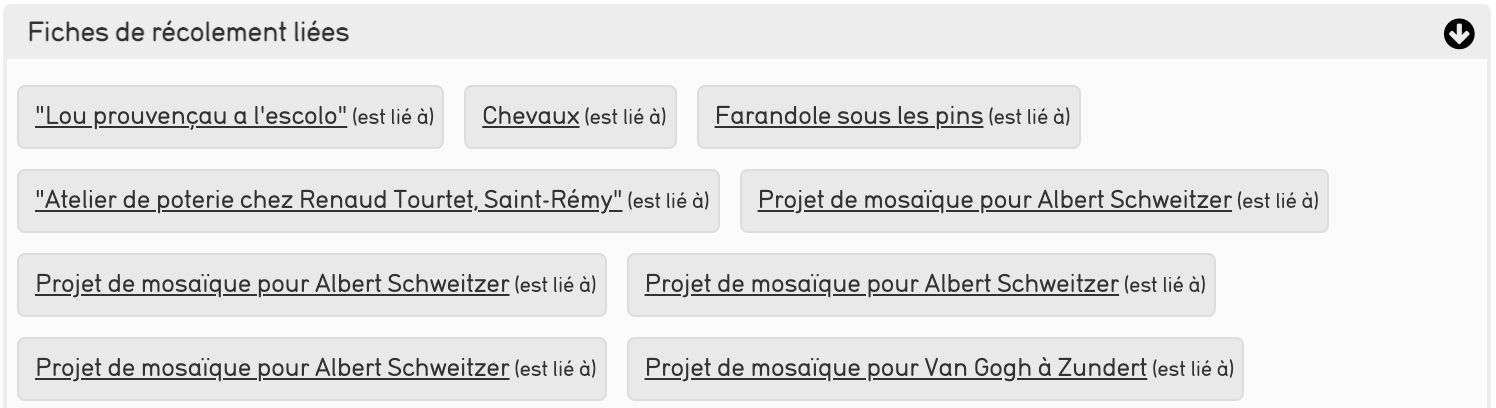 Fiches de récolement liées
"Lou prouvençau a l'escolo" (est lié à) Chevaux (est lié à) Farandole sous les pins (est lié à)
"Atelier de poterie chez Renaud Tourtet, Saint-Rémy" (est lié à) Projet de mosaïque pour Albert Schweitzer (est lié à)
Projet de mosaïque pour Albert Schweitzer (est lié à) Projet de mosaïque pour Albert Schweitzer (est lié à)
Projet de mosaïque pour Albert Schweitzer (est lié à) Projet de mosaïque pour Van Gogh à Zundert (est lié à)